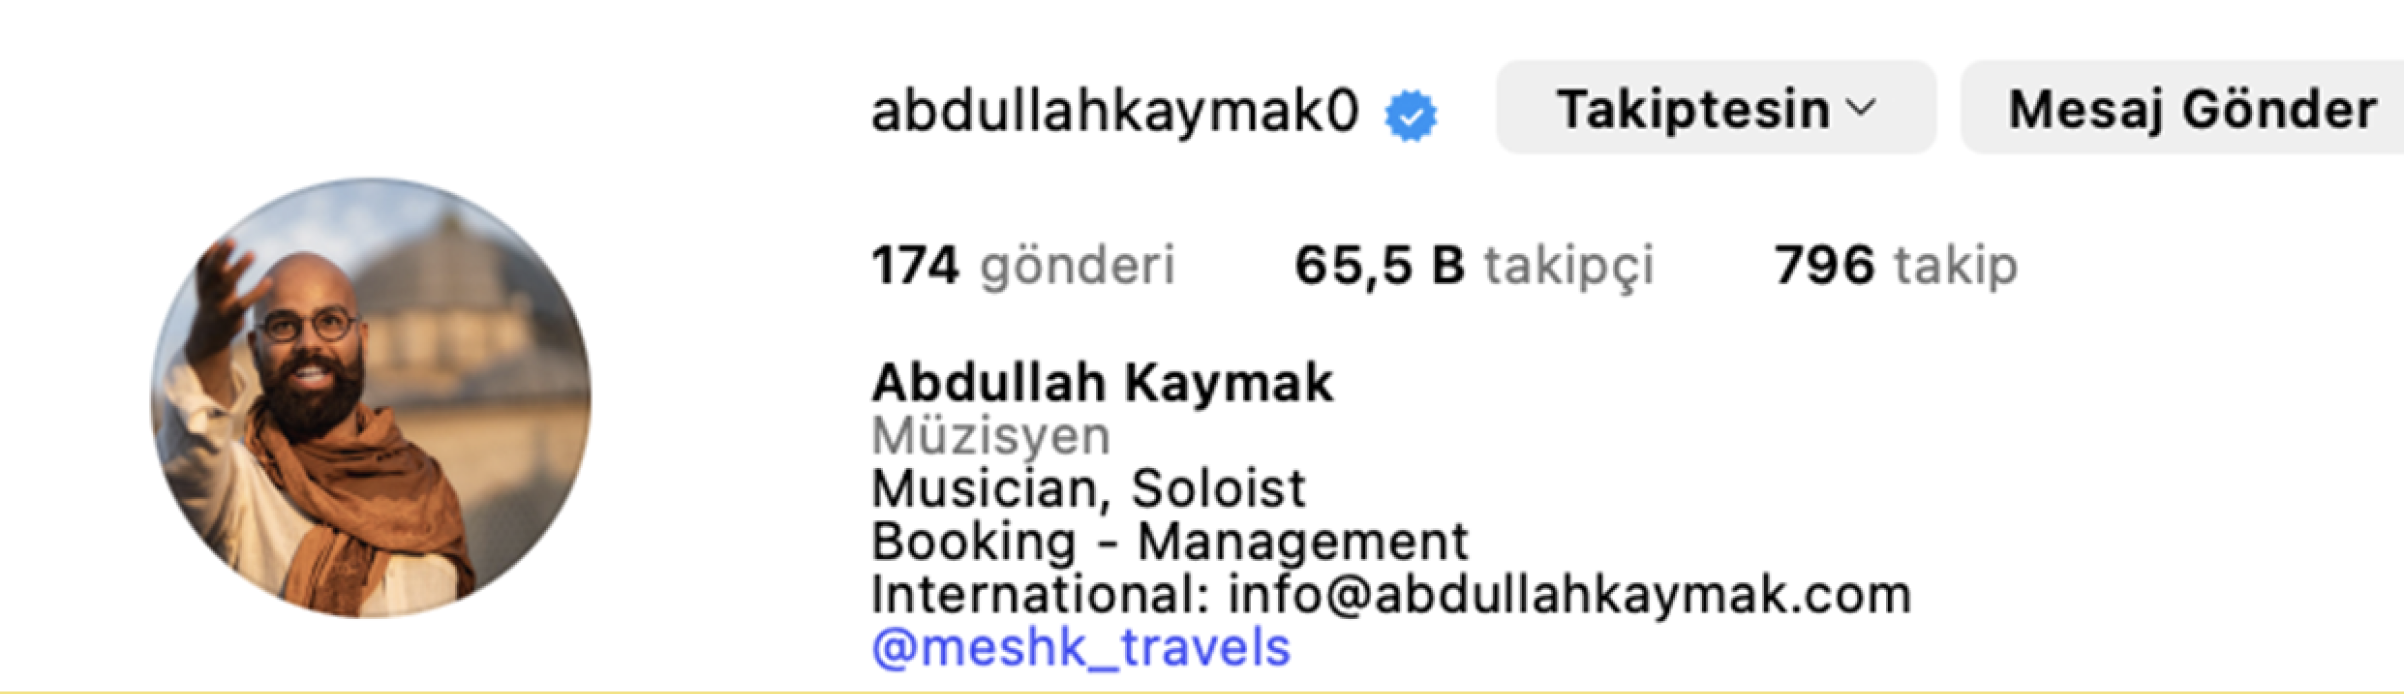 abdullahkaymak0 Takiptesin Mesaj Gönder
174 gönderi 65,5 B takipçi 796 takip
Abdullah Kaymak
Müzisyen
Musician, Soloist
Booking - Management
International: info@abdullahkaymak.com
@meshk_travels